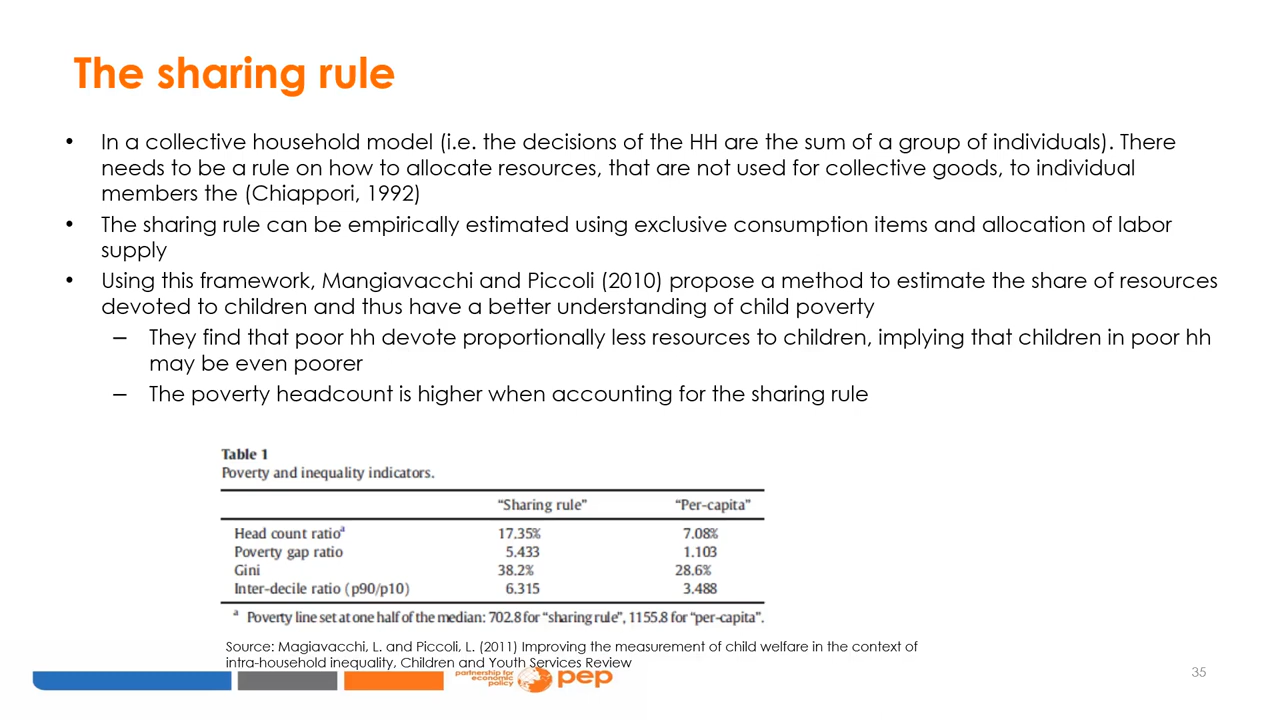 The sharing rule
• In a collective household model (i.e. the decisions of the HH are the sum of a group of individuals). There
needs to be a rule on how to allocate resources, that are not used for collective goods, to individual
members the (Chiappori, 1992)
• The sharing rule can be empirically estimated using exclusive consumption items and allocation of labor
supply
• Using this framework, Mangiavacchi and Piccoli (2010) propose a method to estimate the share of resources
devoted to children and thus have a better understanding of child poverty
– They find that poor hh devote proportionally less resources to children, implying that children in poor hh
may be even poorer
– The poverty headcount is higher when accounting for the sharing rule
Table 1
Poverty and inequality indicators.
“Sharing rule” “Per-capita”
Head count ratioa 17.35% 7.08%
Poverty gap ratio 5.433 1.103
Gini 38.2% 28.6%
Inter-decile ratio (p90/p10) 6.315 3.488
a Poverty line set at one half of the median: 702.8 for “sharing rule”, 1155.8 for “per-capita”.
Source: Magiavacchi, L. and Piccoli, L. (2011) Improving the measurement of child welfare in the context of
intra-household inequality, Children and Youth Services Review
partnership for
economic
policy
pep
35